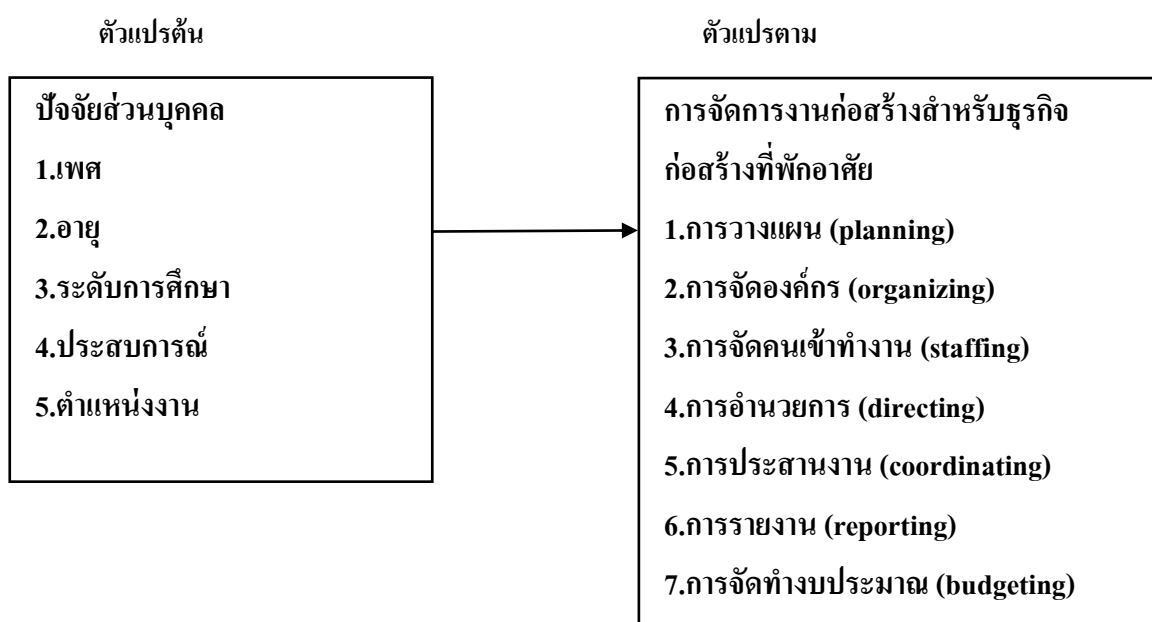 ตัวแปรต้น
ตัวแปรตาม
ปัจจัยส่วนบุคคล
1.เพศ
2.อายุ
3.ระดับการศึกษา
4.ประสบการณ์
5.ตำแหน่งงาน
การจัดการงานก่อสร้างสำหรับธุรกิจ
ก่อสร้างที่พักอาศัย
1.การวางแผน (planning)
2.การจัดองค์กร (organizing)
3.การจัดคนเข้าทำงาน (staffing)
4.การอำนวยการ (directing)
5.การประสานงาน (coordinating)
6.การรายงาน (reporting)
7.การจัดทำงบประมาณ (budgeting)